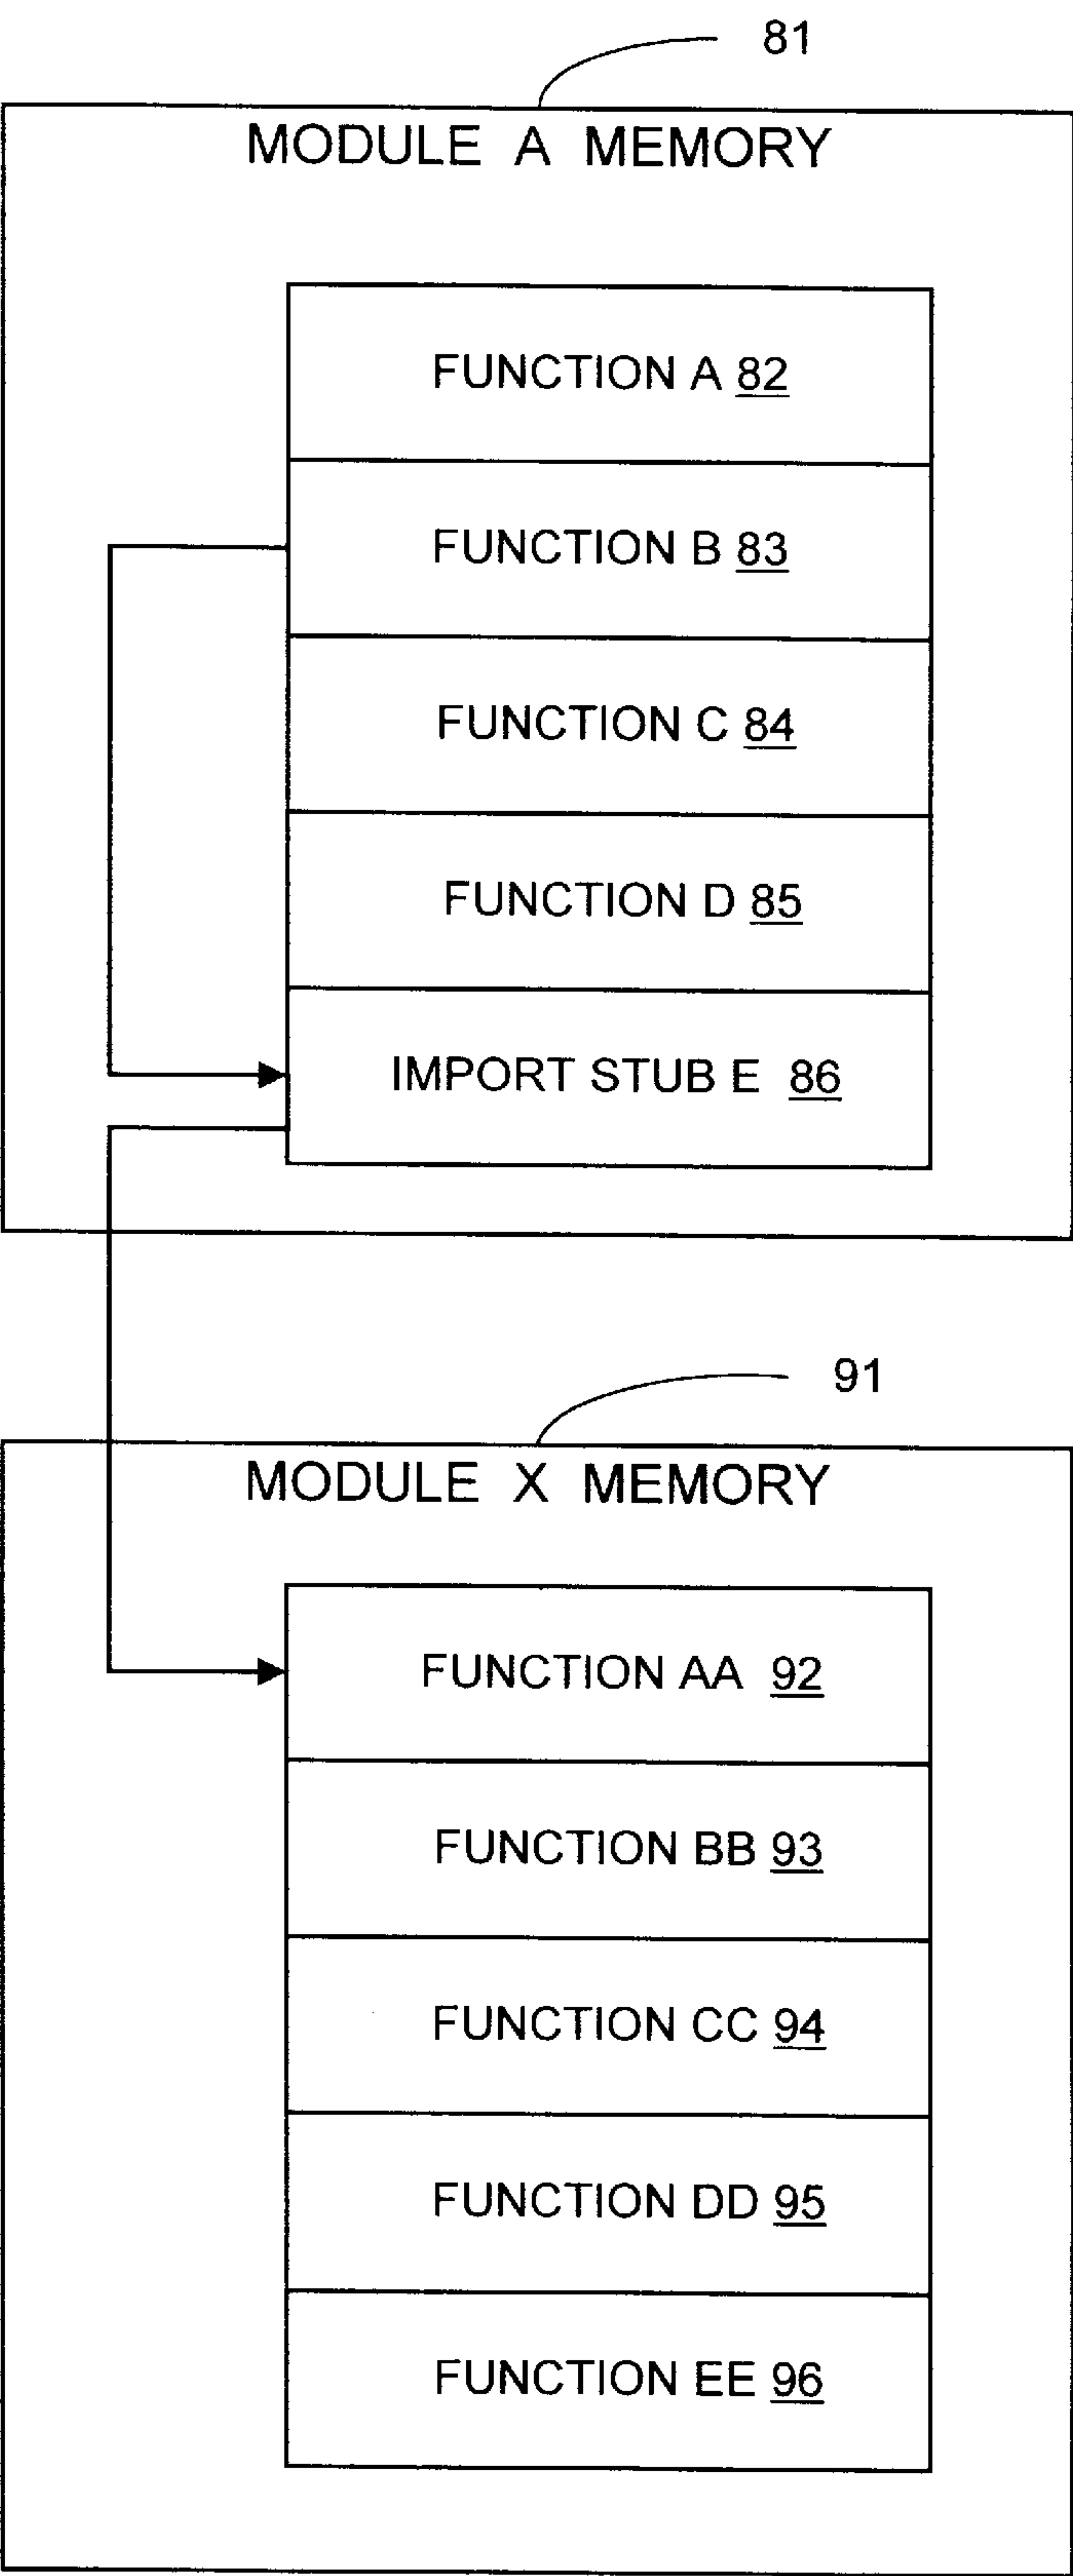 81
MODULE A MEMORY
FUNCTION A 82
FUNCTION B 83
FUNCTION C 84
FUNCTION D 85
IMPORT STUB E 86
91
MODULE X MEMORY
FUNCTION AA 92
FUNCTION BB 93
FUNCTION CC 94
FUNCTION DD 95
FUNCTION EE 96